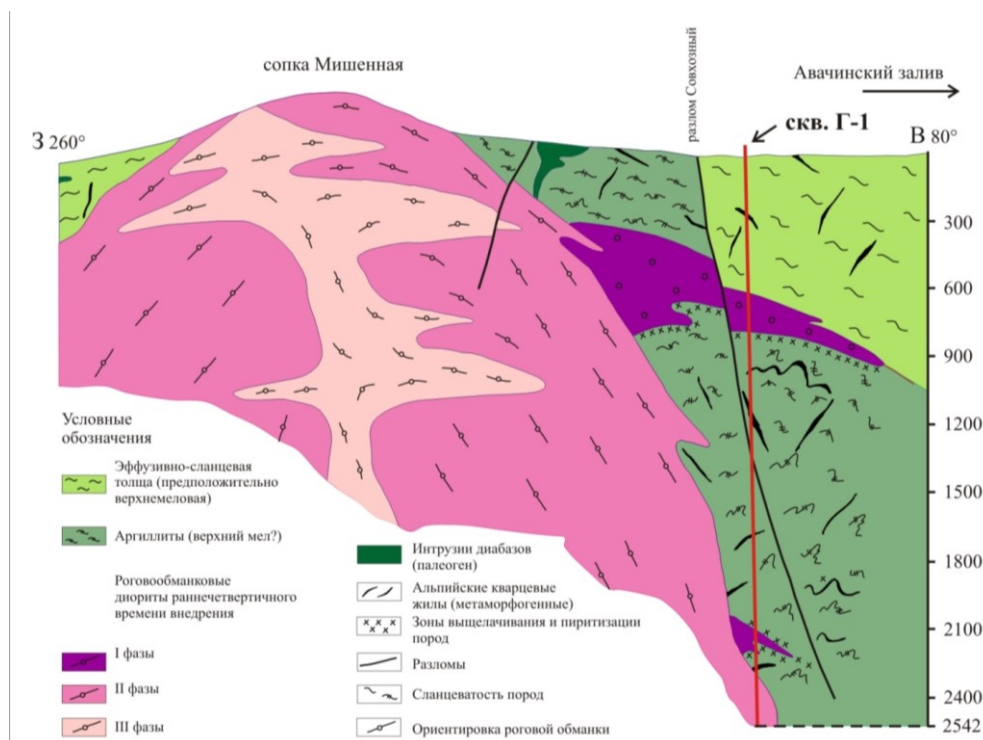 сопка Мишенная
разлом Совхозный
Авачинский залив
скв. Г-1
З 260°
В 80°
300
600
900
1200
1500
1800
2100
2400
2542
Условные
обозначения
Эффузивно-сланцевая
толща (предположительно
верхнемеловая)
Аргиллиты (верхний мел?)
Роговообманковые
диориты раннечетвертичного
времени внедрения
I фазы
II фазы
III фазы
Интрузии диабазов
(палеоген)
Альпийские кварцевые
жилы (метаморфогенные)
Зоны выщелачивания и пиритизации
пород
Разломы
Сланцеватость пород
Ориентировка роговой обманки